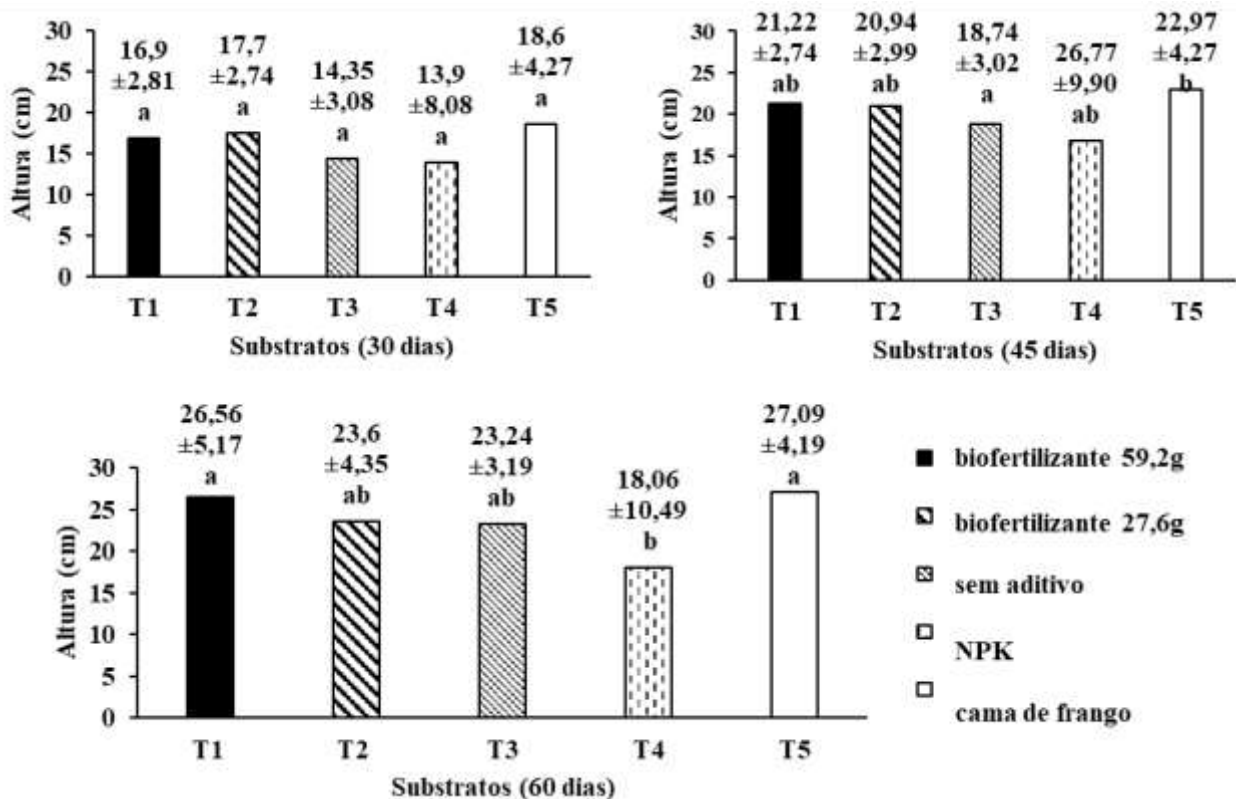 16,9
±2,81
a
17,7
±2,74
a
14,35
±3,08
a
13,9
±8,08
a
18,6
±4,27
a
Altura (cm)
30
25
20
15
10
5
0
T1 T2 T3 T4 T5
Substratos (30 dias)
21,22
±2,74
ab
20,94
±2,99
ab
18,74
±3,02
a
26,77
±9,90
ab
22,97
±4,27
b
Altura (cm)
30
25
20
15
10
5
0
T1 T2 T3 T4 T5
Substratos (45 dias)
26,56
±5,17
a
23,6
±4,35
ab
23,24
±3,19
ab
18,06
±10,49
b
27,09
±4,19
a
Altura (cm)
30
25
20
15
10
5
0
T1 T2 T3 T4 T5
Substratos (60 dias)
biofertilizante 59,2g
biofertilizante 27,6g
sem aditivo
NPK
cama de frango